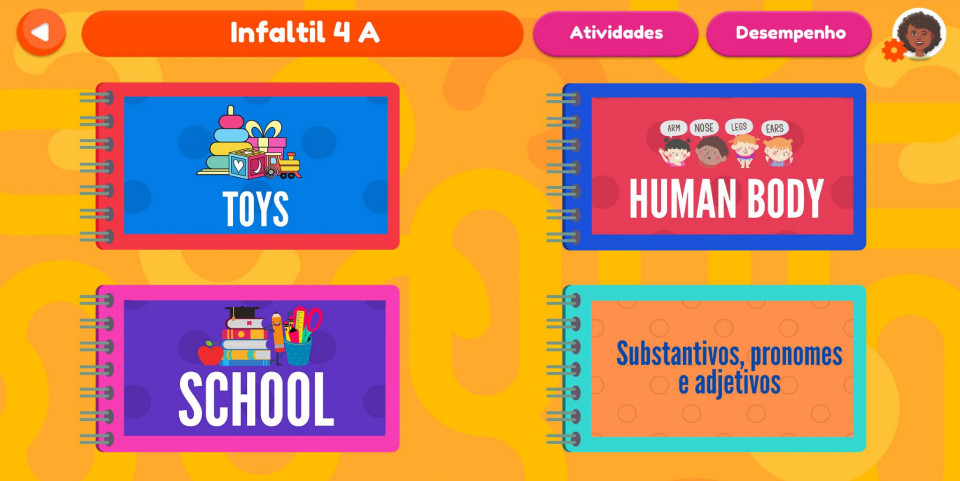 Infaltil 4 A
Atividades
Desempenho
TOYS
ARM
NOSE
LEGS
EARS
HUMAN BODY
SCHOOL
Substantivos, pronomes
e adjetivos